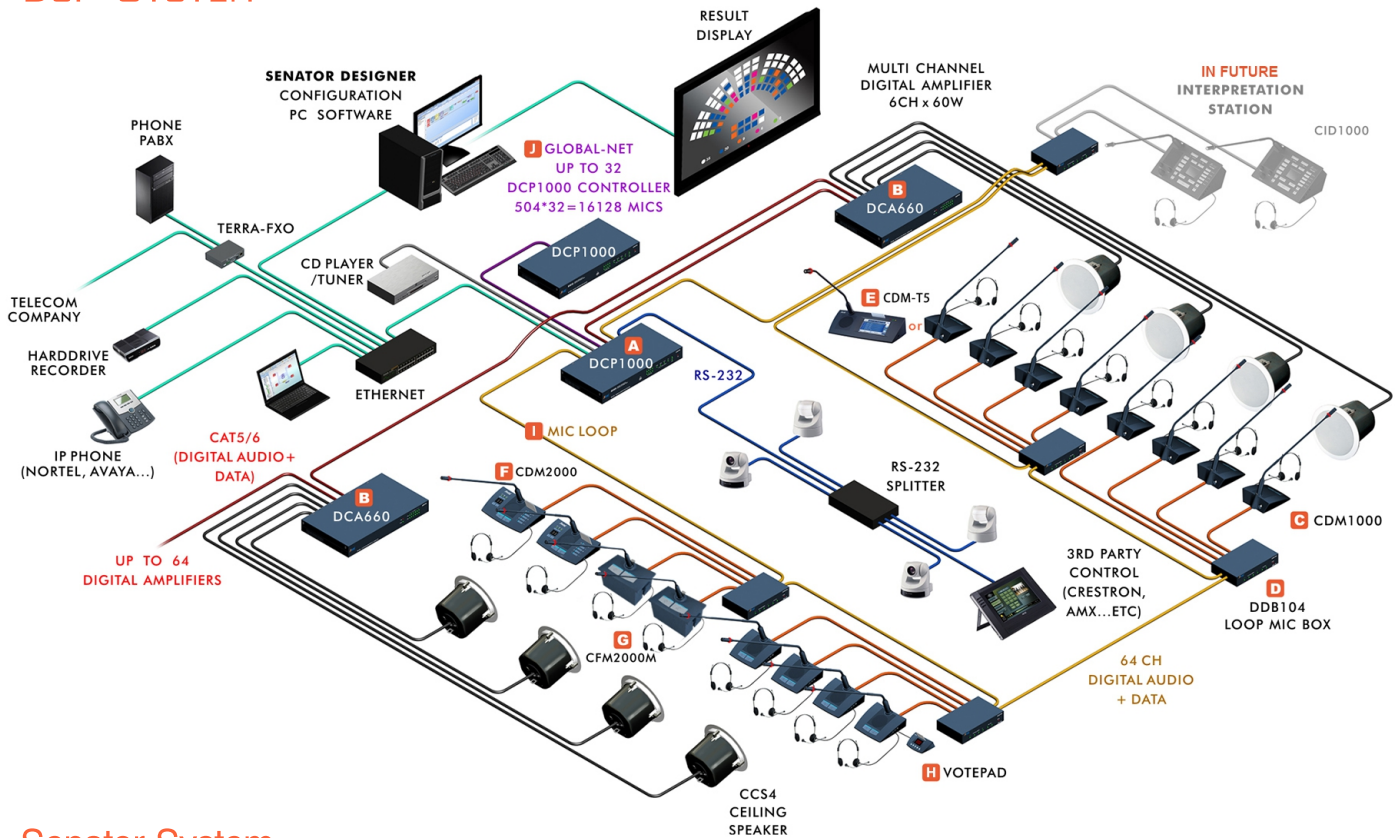 DCP SYSTEM
RESULT
DISPLAY
SENATOR DESIGNER
CONFIGURATION
PC SOFTWARE
MULTI CHANNEL
DIGITAL AMPLIFIER
6CH x 60W
IN FUTURE
INTERPRETATION
STATION
CID1000
PHONE
PABX
J GLOBAL-NET
UP TO 32
DCP1000 CONTROLLER
504*32=16128 MICS
B
DCA660
TERRA-FXO
CD PLAYER
/TUNER
DCP1000
TELECOM
COMPANY
E CDM-T5
or
HARDDRIVE
RECORDER
ETHERNET
A
DCP1000
RS-232
IP PHONE
(NORTEL, AVAYA...)
CAT5/6
(DIGITAL AUDIO+
DATA)
I MIC LOOP
F CDM2000
RS-232
SPLITTER
B
DCA660
C CDM1000
UP TO 64
DIGITAL AMPLIFIERS
3RD PARTY
CONTROL
(CRESTRON,
AMX...ETC)
D
DDB104
LOOP MIC BOX
G
CFM2000M
64 CH
DIGITAL AUDIO
+ DATA
H VOTEPAD
CCS4
CEILING
SPEAKER
Senator System